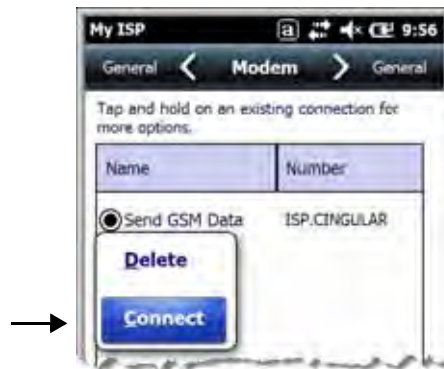 My ISP a 9:56
General Modem General
Tap and hold on an existing connection for
more options.
Name Number
Send GSM Data ISP.CINGULAR
Delete
Connect